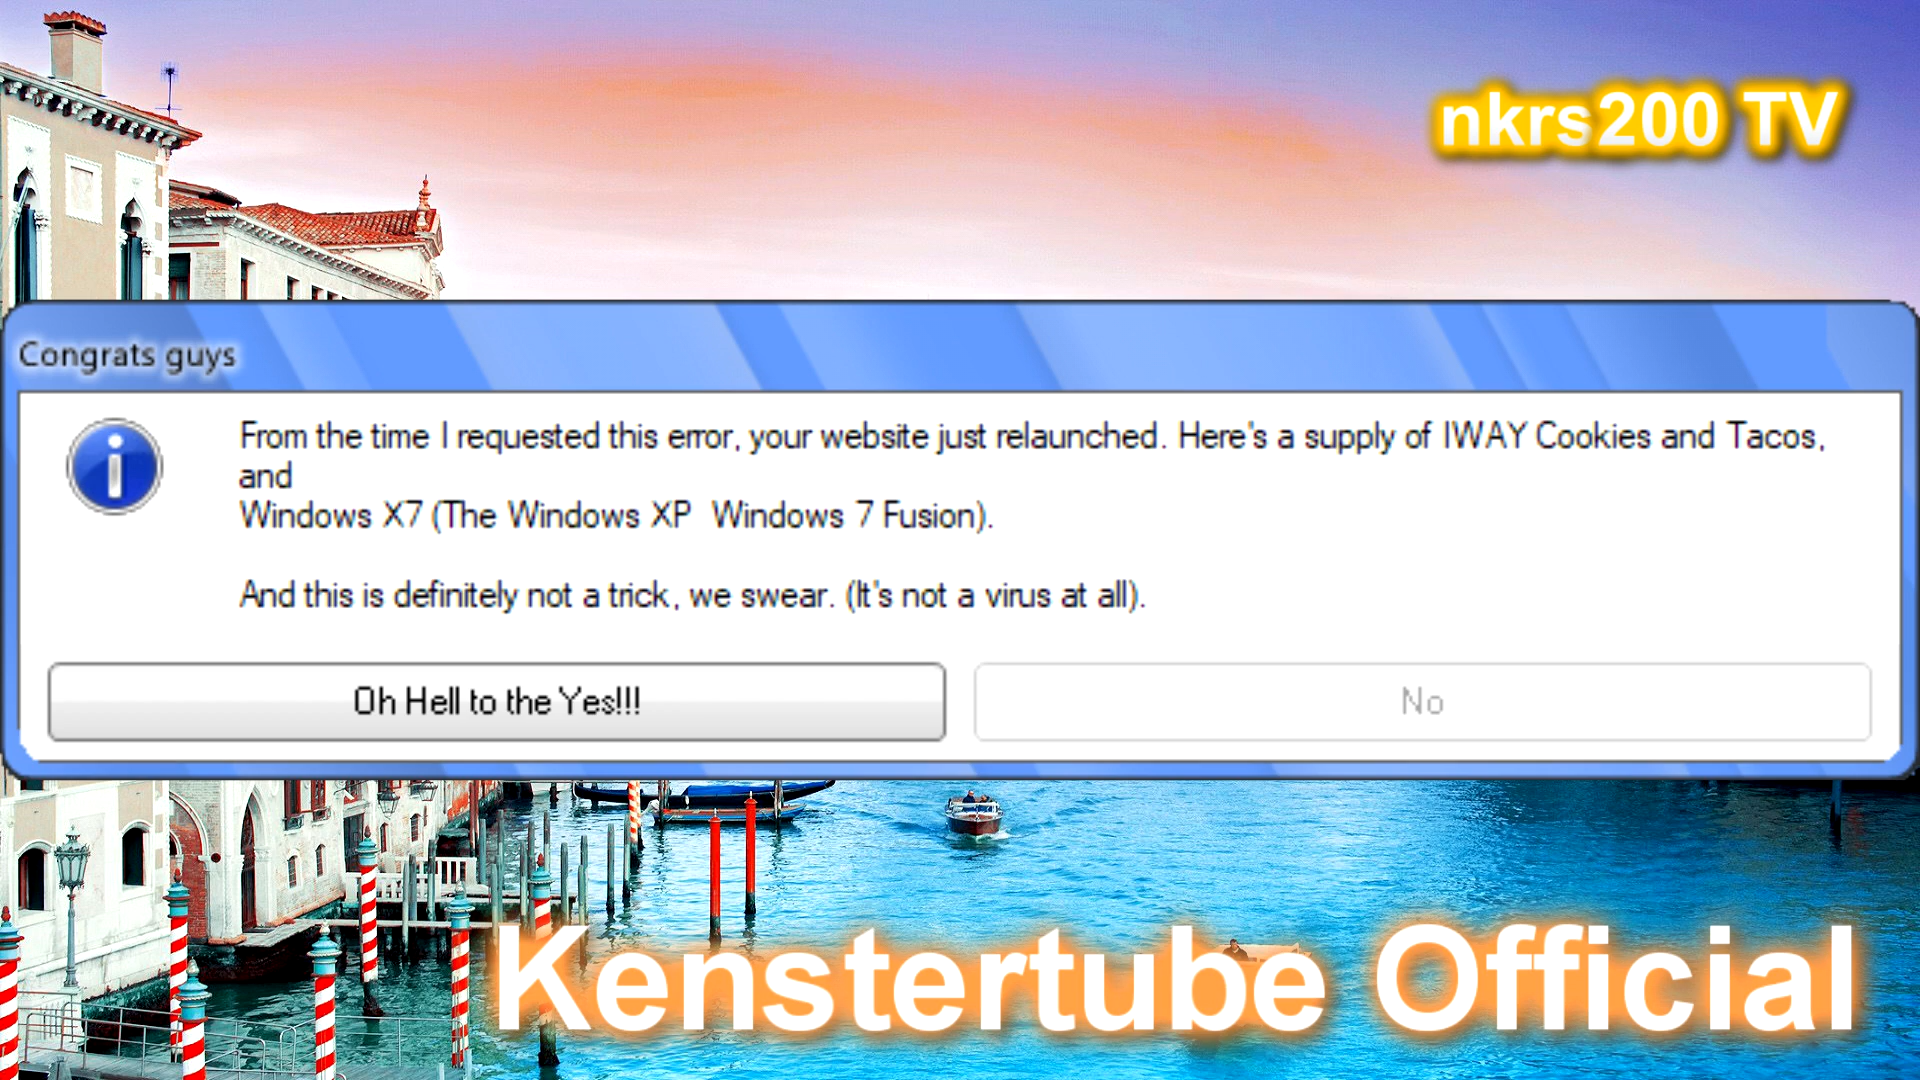 nkrs200 TV
Congrats guys
From the time I requested this error, your website just relaunched. Here's a supply of IWAY Cookies and Tacos,
and
Windows X7 (The Windows XP  Windows 7 Fusion).
And this is definitely not a trick, we swear. (It's not a virus at all).
Oh Hell to the Yes!!!
No
Kenstertube Official